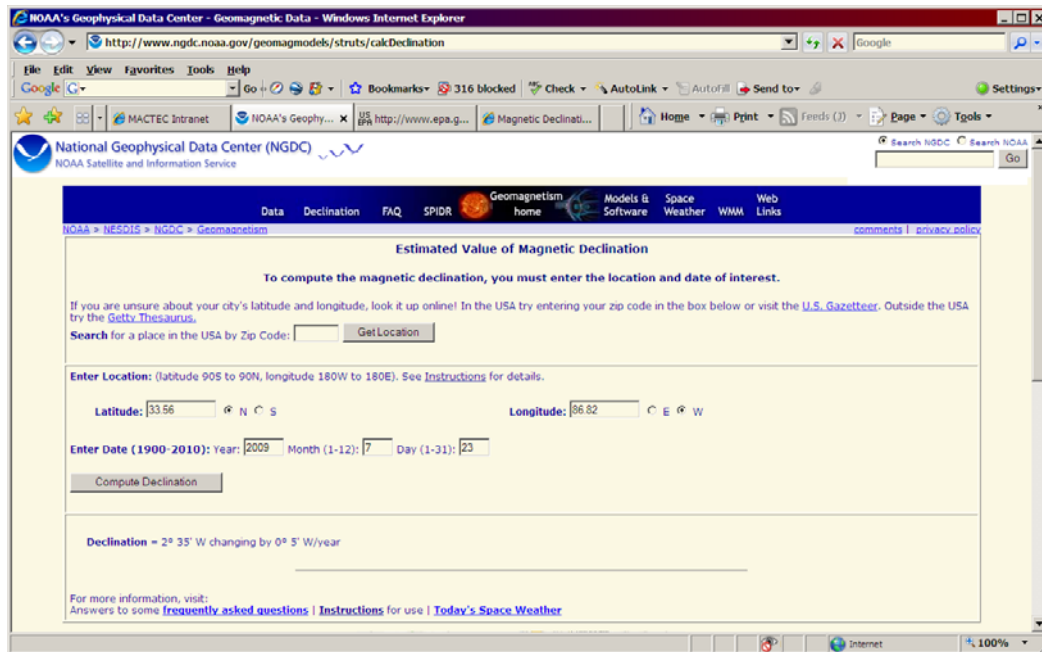 NOAA's Geophysical Data Center - Geomagnetic Data - Windows Internet Explorer
http://www.ngdc.noaa.gov/geomagmodels/struts/calcDeclination
Google
File Edit View Favorites Tools Help
Google G Go Bookmarks 316 blocked Check AutoLink AutoFill Send to Settings
MACTEC Intranet NOAA's Geophy... US EPA http://www.epa.g... Magnetic Declinati... Home Print Feeds (J) Page Tools
National Geophysical Data Center (NGDC)
NOAA Satellite and Information Service
Search NGDC Search NOAA
Go
Data Declination FAQ SPIDR Geomagnetism home Models & Software Space Weather WMM Web Links
NOAA > NESDIS > NGDC > Geomagnetism comments | privacy policy
Estimated Value of Magnetic Declination
To compute the magnetic declination, you must enter the location and date of interest.
If you are unsure about your city's latitude and longitude, look it up online! In the USA try entering your zip code in the box below or visit the U.S. Gazetteer. Outside the USA
try the Getty Thesaurus.
Search for a place in the USA by Zip Code: Get Location
Enter Location: (latitude 90S to 90N, longitude 180W to 180E). See Instructions for details.
Latitude: 33.56 N S Longitude: 86.82 E W
Enter Date (1900-2010): Year: 2009 Month (1-12): 7 Day (1-31): 23
Compute Declination
Declination = 2° 35' W changing by 0° 5' W/year
For more information, visit:
Answers to some frequently asked questions | Instructions for use | Today's Space Weather
Internet 100%